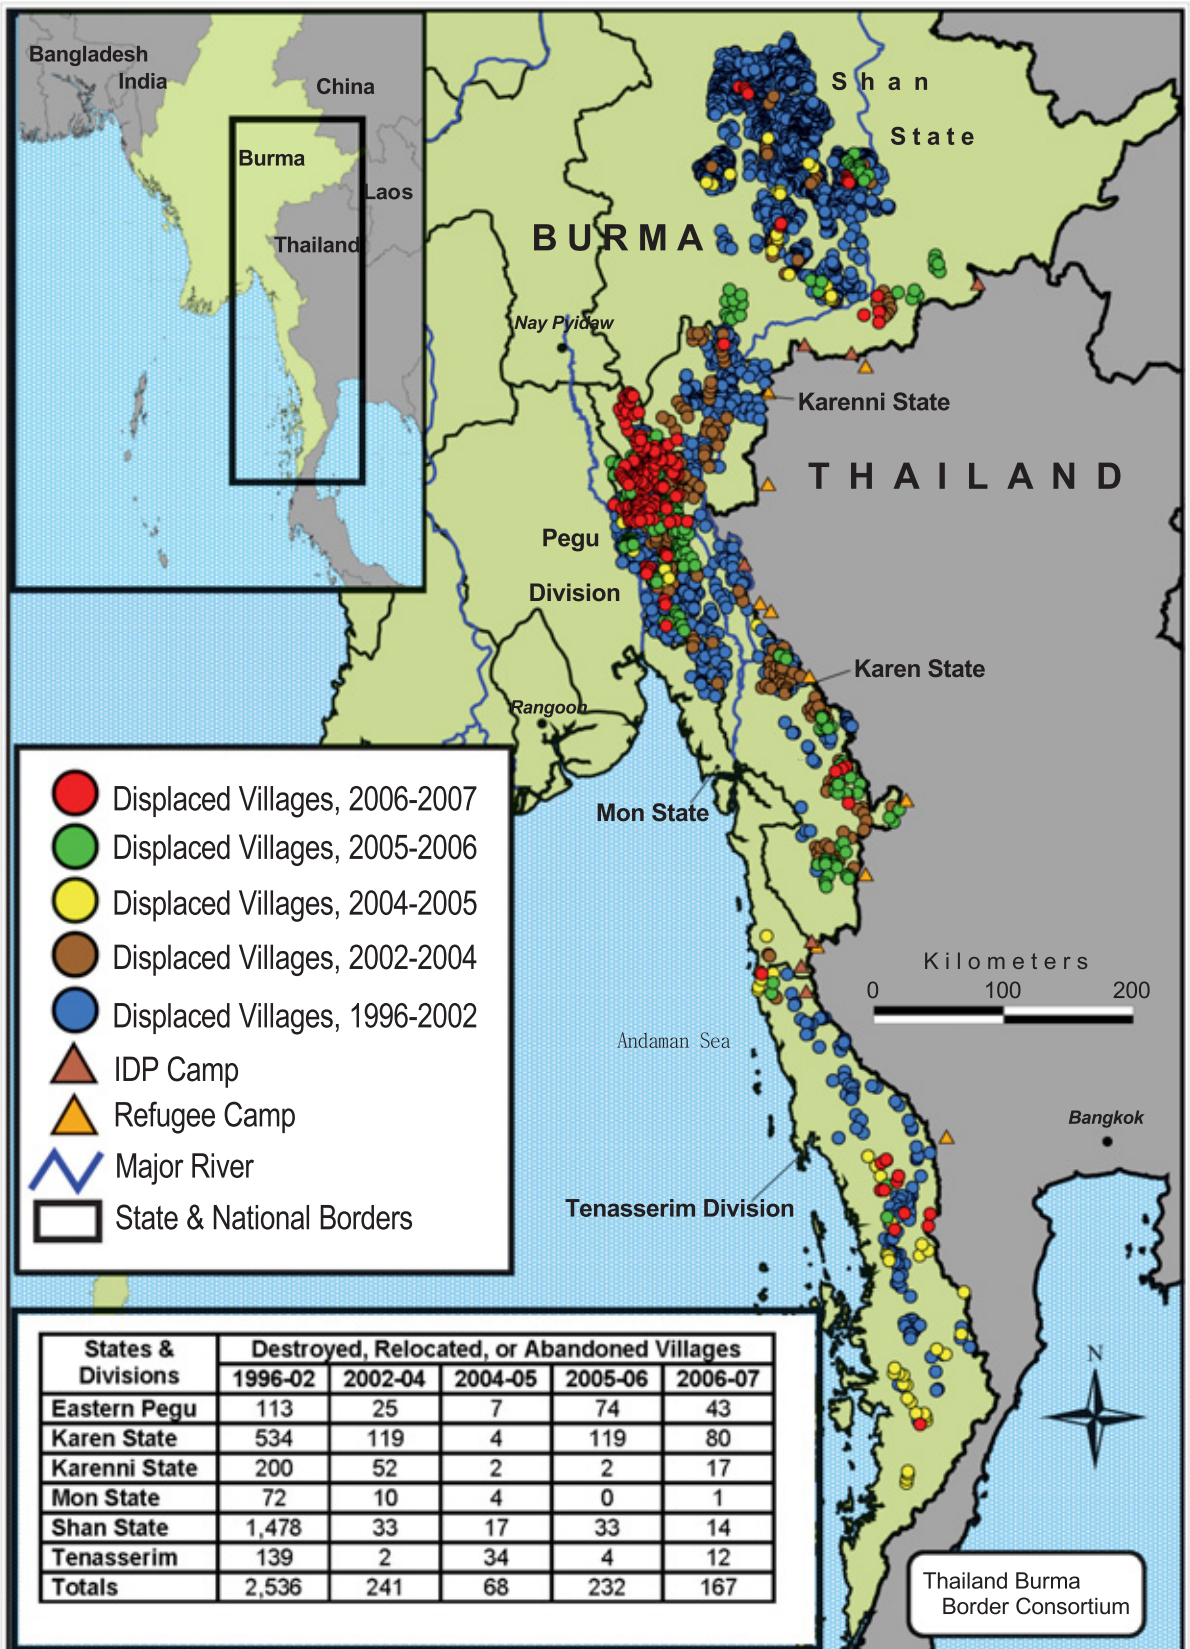 Bangladesh
India
China
Burma
Laos
Thailand
Shan
State
BURMA
Nay Pyidaw
Karenni State
THAILAND
Pegu
Division
Karen State
Rangoon
Mon State
Displaced Villages, 2006-2007
Displaced Villages, 2005-2006
Displaced Villages, 2004-2005
Displaced Villages, 2002-2004
Displaced Villages, 1996-2002
IDP Camp
Refugee Camp
Major River
State & National Borders
Kilometers
0 100 200
Andaman Sea
Bangkok
Tenasserim Division
N
States & Divisions Destroyed, Relocated, or Abandoned Villages
1996-02 2002-04 2004-05 2005-06 2006-07
Eastern Pegu 113 25 7 74 43
Karen State 534 119 4 119 80
Karenni State 200 52 2 2 17
Mon State 72 10 4 0 1
Shan State 1,478 33 17 33 14
Tenasserim 139 2 34 4 12
Totals 2,536 241 68 232 167
Thailand Burma
Border Consortium